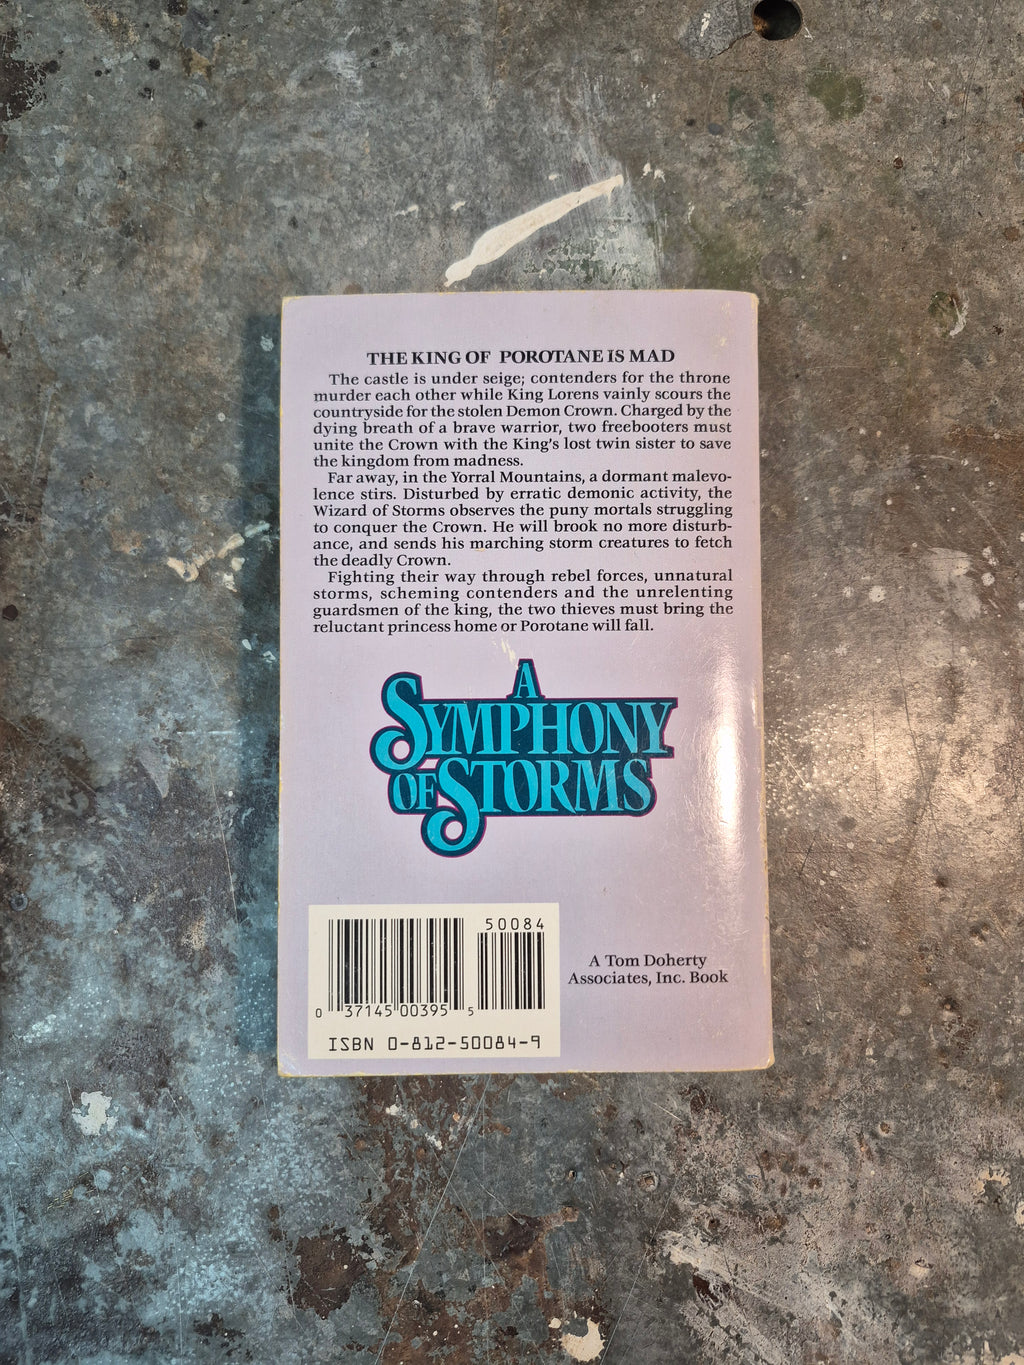 THE KING OF POROTANE IS MAD
The castle is under seige; contenders for the throne
murder each other while King Lorens vainly scours the
countryside for the stolen Demon Crown. Charged by the
dying breath of a brave warrior, two freebooters must
unite the Crown with the King's lost twin sister to save
the kingdom from madness.
Far away, in the Yorral Mountains, a dormant malevo-
lence stirs. Disturbed by erratic demonic activity, the
Wizard of Storms observes the puny mortals struggling
to conquer the Crown. He will brook no more disturb-
ance, and sends his marching storm creatures to fetch
the deadly Crown.
Fighting their way through rebel forces, unnatural
storms, scheming contenders and the unrelenting
guardsmen of the king, the two thieves must bring the
reluctant princess home or Porotane will fall.
A
SYMPHONY
OF STORMS
50084
0 37145 00395 5
ISBN 0-812-50084-9
A Tom Doherty
Associates, Inc. Book